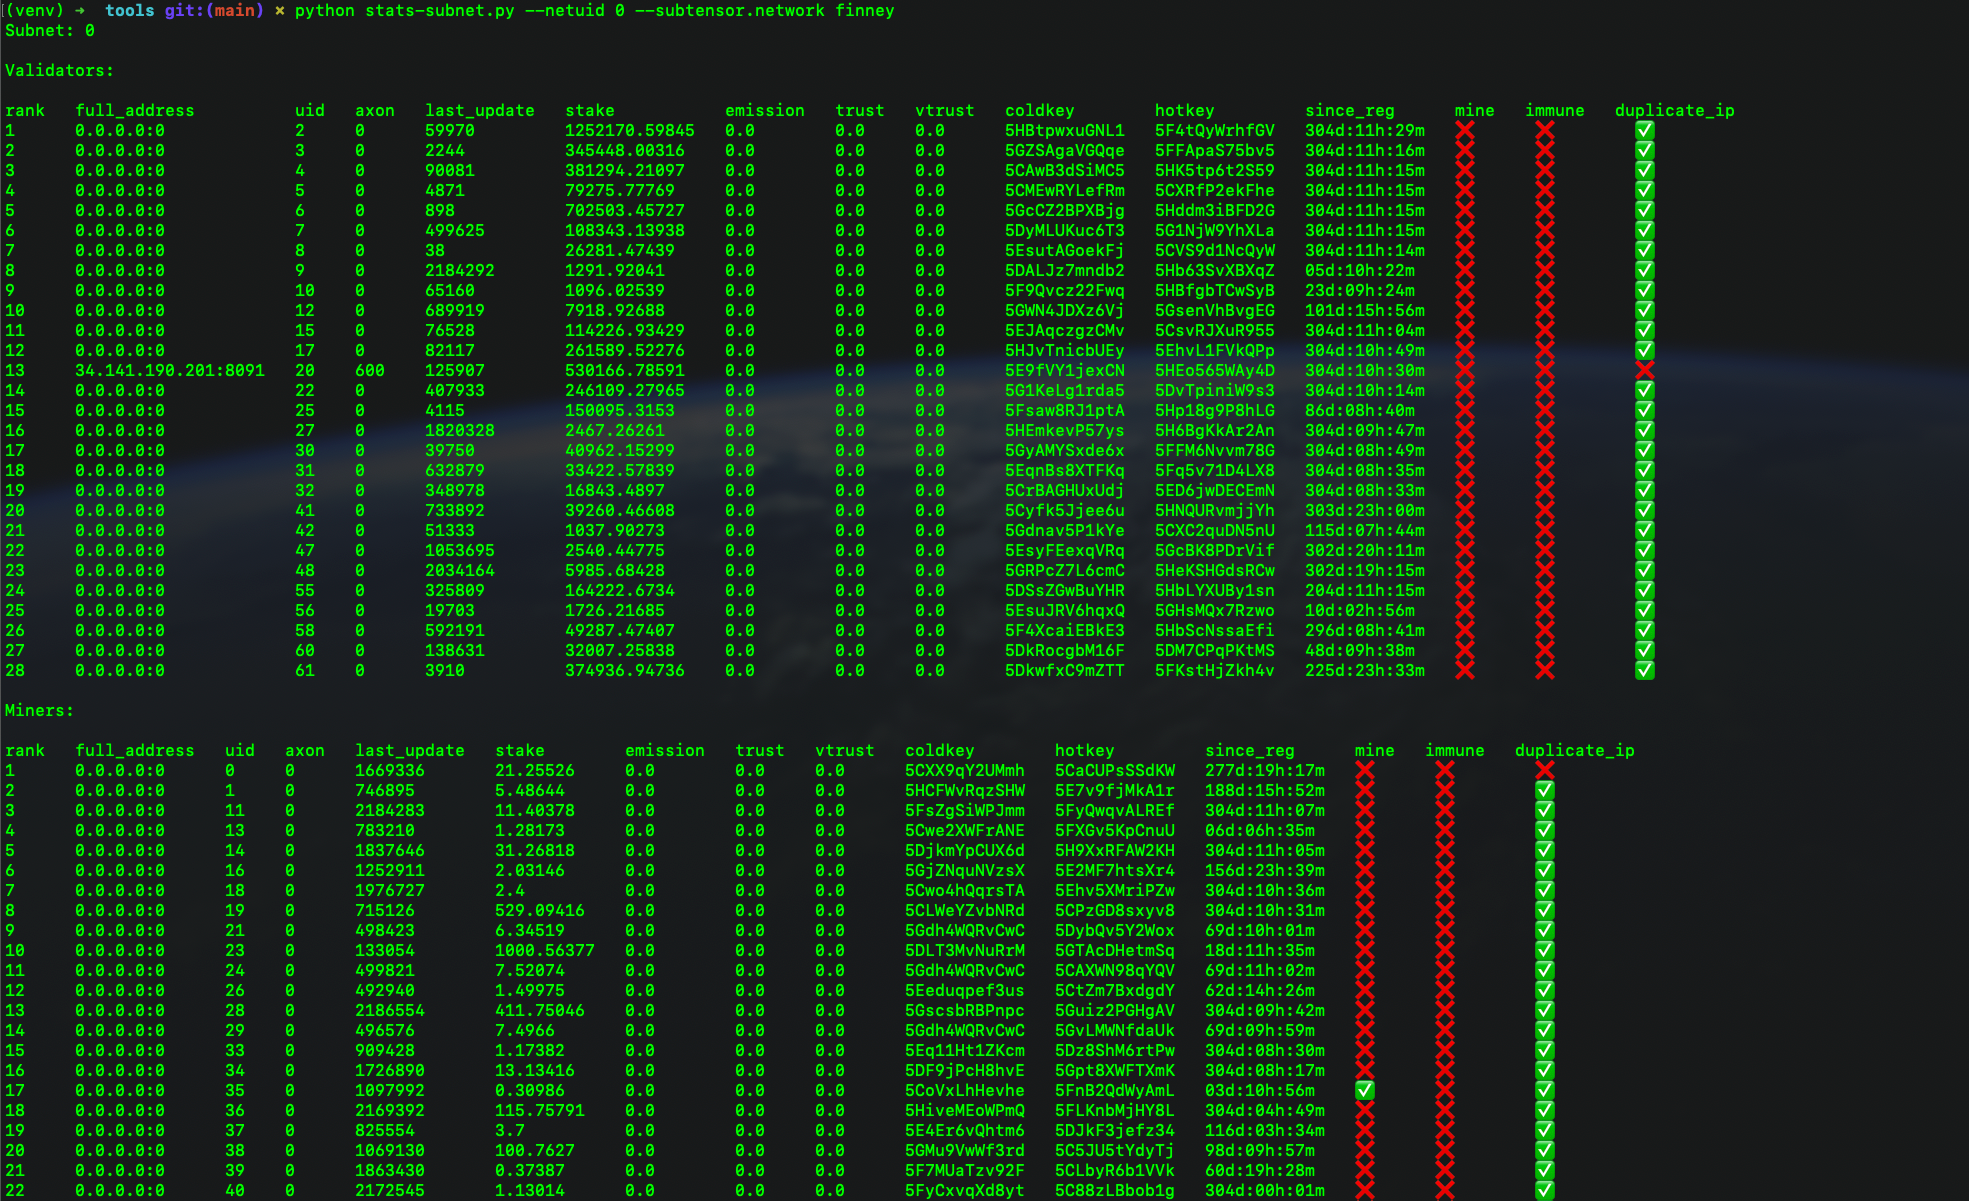 (venv) → tools git:(main) × python stats-subnet.py --netuid 0 --subtensor.network finney
Subnet: 0
Validators:
rank full_address uid axon last_update stake emission trust vtrust coldkey hotkey since_reg mine immune duplicate_ip
1 0.0.0.0:0 2 0 59970 1252170.59845 0.0 0.0 0.0 5HBtpwxuGNL1 5F4tQyWrhfGV 304d:11h:29m ❌ ❌ ✅
2 0.0.0.0:0 3 0 2244 345448.00316 0.0 0.0 0.0 5GZSAgaVGQqe 5FFApaS75bv5 304d:11h:16m ❌ ❌ ✅
3 0.0.0.0:0 4 0 90081 381294.21097 0.0 0.0 0.0 5CAwB3dSiMC5 5HK5tp6t2S59 304d:11h:15m ❌ ❌ ✅
4 0.0.0.0:0 5 0 4871 79275.77769 0.0 0.0 0.0 5CMEwRYLefRm 5CXRfP2ekFhe 304d:11h:15m ❌ ❌ ✅
5 0.0.0.0:0 6 0 898 702503.45727 0.0 0.0 0.0 5GcCZ2BPXBjg 5Hddm3iBFD2G 304d:11h:15m ❌ ❌ ✅
6 0.0.0.0:0 7 0 499625 108343.13938 0.0 0.0 0.0 5DyMLUKuc6T3 5G1NjW9YhXLa 304d:11h:15m ❌ ❌ ✅
7 0.0.0.0:0 8 0 38 26281.47439 0.0 0.0 0.0 5EsutAGoekFj 5CVS9d1NcQyW 304d:11h:14m ❌ ❌ ✅
8 0.0.0.0:0 9 0 2184292 1291.92041 0.0 0.0 0.0 5DALJz7mndb2 5Hb63SvXBXqZ 05d:10h:22m ❌ ❌ ✅
9 0.0.0.0:0 10 0 65160 1096.02539 0.0 0.0 0.0 5F9Qvcz22Fwq 5HBfgbTCwSyB 23d:09h:24m ❌ ❌ ✅
10 0.0.0.0:0 12 0 689919 7918.92688 0.0 0.0 0.0 5GWN4JDXz6Vj 5GsenVhBvgEG 101d:15h:56m ❌ ❌ ✅
11 0.0.0.0:0 15 0 76528 114226.93429 0.0 0.0 0.0 5EJAqczgzCMv 5CsvRJXuR955 304d:11h:04m ❌ ❌ ✅
12 0.0.0.0:0 17 0 82117 261589.52276 0.0 0.0 0.0 5HJvTnicbUEy 5EhvL1FVkQPp 304d:10h:49m ❌ ❌ ✅
13 34.141.190.201:8091 20 600 125907 530166.78591 0.0 0.0 0.0 5E9fVY1jexCN 5HEo565WAy4D 304d:10h:30m ❌ ❌ ❌
14 0.0.0.0:0 22 0 407933 246109.27965 0.0 0.0 0.0 5G1KeLg1rda5 5DvTpiniW9s3 304d:10h:14m ❌ ❌ ✅
15 0.0.0.0:0 25 0 4115 150095.3153 0.0 0.0 0.0 5Fsaw8RJ1ptA 5Hp18g9P8hLG 86d:08h:40m ❌ ❌ ✅
16 0.0.0.0:0 27 0 1820328 2467.26261 0.0 0.0 0.0 5HEmkevP57ys 5H6BgKkAr2An 304d:09h:47m ❌ ❌ ✅
17 0.0.0.0:0 30 0 39750 40962.15299 0.0 0.0 0.0 5GyAMYSxde6x 5FFM6Nvvm78G 304d:08h:49m ❌ ❌ ✅
18 0.0.0.0:0 31 0 632879 33422.57839 0.0 0.0 0.0 5EqnBs8XTFKq 5Fq5v71D4LX8 304d:08h:35m ❌ ❌ ✅
19 0.0.0.0:0 32 0 348978 16843.4897 0.0 0.0 0.0 5CrBAGHUxUdj 5ED6jwDECEmN 304d:08h:33m ❌ ❌ ✅
20 0.0.0.0:0 41 0 733892 39260.46608 0.0 0.0 0.0 5Cyfk5Jjee6u 5HNQURvmjjYh 303d:23h:00m ❌ ❌ ✅
21 0.0.0.0:0 42 0 51333 1037.90273 0.0 0.0 0.0 5Gdnav5P1kYe 5CXC2quDN5nU 115d:07h:44m ❌ ❌ ✅
22 0.0.0.0:0 47 0 1053695 2540.44775 0.0 0.0 0.0 5EsyFEexqVRq 5GcBK8PDrVif 302d:20h:11m ❌ ❌ ✅
23 0.0.0.0:0 48 0 2034164 5985.68428 0.0 0.0 0.0 5GRPcZ7L6cmC 5HeKSHGdsRCw 302d:19h:15m ❌ ❌ ✅
24 0.0.0.0:0 55 0 325809 164222.6734 0.0 0.0 0.0 5DSsZGwBuYHR 5HbLYXUBy1sn 204d:11h:15m ❌ ❌ ✅
25 0.0.0.0:0 56 0 19703 1726.21685 0.0 0.0 0.0 5EsuJRV6hqxQ 5GHsMQx7Rzwo 10d:02h:56m ❌ ❌ ✅
26 0.0.0.0:0 58 0 592191 49287.47407 0.0 0.0 0.0 5F4XcaiEBkE3 5HbScNssaEfi 296d:08h:41m ❌ ❌ ✅
27 0.0.0.0:0 60 0 138631 32007.25838 0.0 0.0 0.0 5DkRocgbM16F 5DM7CPqPKtMS 48d:09h:38m ❌ ❌ ✅
28 0.0.0.0:0 61 0 3910 374936.94736 0.0 0.0 0.0 5DkwfxC9mZTT 5FKstHjZkh4v 225d:23h:33m ❌ ❌ ✅
Miners:
rank full_address uid axon last_update stake emission trust vtrust coldkey hotkey since_reg mine immune duplicate_ip
1 0.0.0.0:0 0 0 1669336 21.25526 0.0 0.0 0.0 5CXX9qY2UMmh 5CaCUPsSSdKW 277d:19h:17m ❌ ❌ ❌
2 0.0.0.0:0 1 0 746895 5.48644 0.0 0.0 0.0 5HCFWvRqzSHW 5E7v9fjMkA1r 188d:15h:52m ❌ ❌ ✅
3 0.0.0.0:0 11 0 2184283 11.40378 0.0 0.0 0.0 5FsZgSiWPJmm 5FyQwqvALREf 304d:11h:07m ❌ ❌ ✅
4 0.0.0.0:0 13 0 783210 1.28173 0.0 0.0 0.0 5Cwe2XWFrANE 5FXGv5KpCnuU 06d:06h:35m ❌ ❌ ✅
5 0.0.0.0:0 14 0 1837646 31.26818 0.0 0.0 0.0 5DjkmYpCUX6d 5H9XxRFAW2KH 304d:11h:05m ❌ ❌ ✅
6 0.0.0.0:0 16 0 1252911 2.03146 0.0 0.0 0.0 5GjZNquNVzsX 5E2MF7htsXr4 156d:23h:39m ❌ ❌ ✅
7 0.0.0.0:0 18 0 1976727 2.4 0.0 0.0 0.0 5Cwo4hQqrsTA 5Ehv5XMriPZw 304d:10h:36m ❌ ❌ ✅
8 0.0.0.0:0 19 0 715126 529.09416 0.0 0.0 0.0 5CLWeYZvbNRd 5CPzGD8sxyv8 304d:10h:31m ❌ ❌ ✅
9 0.0.0.0:0 21 0 498423 6.34519 0.0 0.0 0.0 5Gdh4WQRvCwC 5DybQv5Y2Wox 69d:10h:01m ❌ ❌ ✅
10 0.0.0.0:0 23 0 133054 1000.56377 0.0 0.0 0.0 5DLT3MvNuRrM 5GTAcDHetmSq 18d:11h:35m ❌ ❌ ✅
11 0.0.0.0:0 24 0 499821 7.52074 0.0 0.0 0.0 5Gdh4WQRvCwC 5CAXWN98qYQV 69d:11h:02m ❌ ❌ ✅
12 0.0.0.0:0 26 0 492940 1.49975 0.0 0.0 0.0 5Eeduqpef3us 5CtZm7BxdgdY 62d:14h:26m ❌ ❌ ✅
13 0.0.0.0:0 28 0 2186554 411.75046 0.0 0.0 0.0 5GscsbRBPnpc 5Guiz2PGHgAV 304d:09h:42m ❌ ❌ ✅
14 0.0.0.0:0 29 0 496576 7.4966 0.0 0.0 0.0 5Gdh4WQRvCwC 5GvLMWNfdaUk 69d:09h:59m ❌ ❌ ✅
15 0.0.0.0:0 33 0 909428 1.17382 0.0 0.0 0.0 5Eq11Ht1ZKcm 5Dz8ShM6rtPw 304d:08h:30m ❌ ❌ ✅
16 0.0.0.0:0 34 0 1726890 13.13416 0.0 0.0 0.0 5DF9jPcH8hvE 5Gpt8XWFTXmK 304d:08h:17m ❌ ❌ ✅
17 0.0.0.0:0 35 0 1097992 0.30986 0.0 0.0 0.0 5CoVxLhHevhe 5FnB2QdWyAmL 03d:10h:56m ✅ ❌ ✅
18 0.0.0.0:0 36 0 2169392 115.75791 0.0 0.0 0.0 5HiveMEoWPmQ 5FLKnbMjHY8L 304d:04h:49m ❌ ❌ ✅
19 0.0.0.0:0 37 0 825554 3.7 0.0 0.0 0.0 5E4Er6vQhtm6 5DJkF3jefz34 116d:03h:34m ❌ ❌ ✅
20 0.0.0.0:0 38 0 1069130 100.7627 0.0 0.0 0.0 5GMu9VwWf3rd 5C5JU5tYdyTj 98d:09h:57m ❌ ❌ ✅
21 0.0.0.0:0 39 0 1863430 0.37387 0.0 0.0 0.0 5F7MUaTzv92F 5CLbyR6b1VVk 60d:19h:28m ❌ ❌ ✅
22 0.0.0.0:0 40 0 2172545 1.13014 0.0 0.0 0.0 5FyCxvqXd8yt 5C88zLBbob1g 304d:00h:01m ❌ ❌ ✅